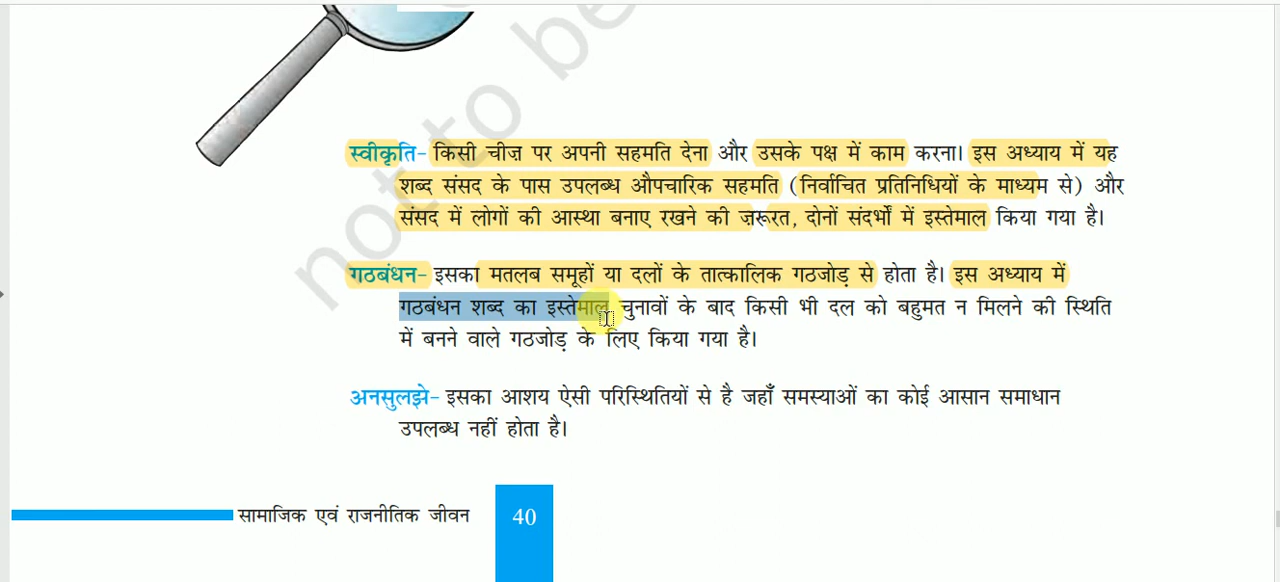 not to be
स्वीकृति- किसी चीज़ पर अपनी सहमति देना और उसके पक्ष में काम करना। इस अध्याय में यह
शब्द संसद के पास उपलब्ध औपचारिक सहमति (निर्वाचित प्रतिनिधियों के माध्यम से) और
संसद में लोगों की आस्था बनाए रखने की ज़रूरत, दोनों संदर्भों में इस्तेमाल किया गया है।
गठबंधन- इसका मतलब समूहों या दलों के तात्कालिक गठजोड़ से होता है। इस अध्याय में
गठबंधन शब्द का इस्तेमाल चुनावों के बाद किसी भी दल को बहुमत न मिलने की स्थिति
में बनने वाले गठजोड़ के लिए किया गया है।
अनसुलझे- इसका आशय ऐसी परिस्थितियों से है जहाँ समस्याओं का कोई आसान समाधान
उपलब्ध नहीं होता है।
सामाजिक एवं राजनीतिक जीवन 40